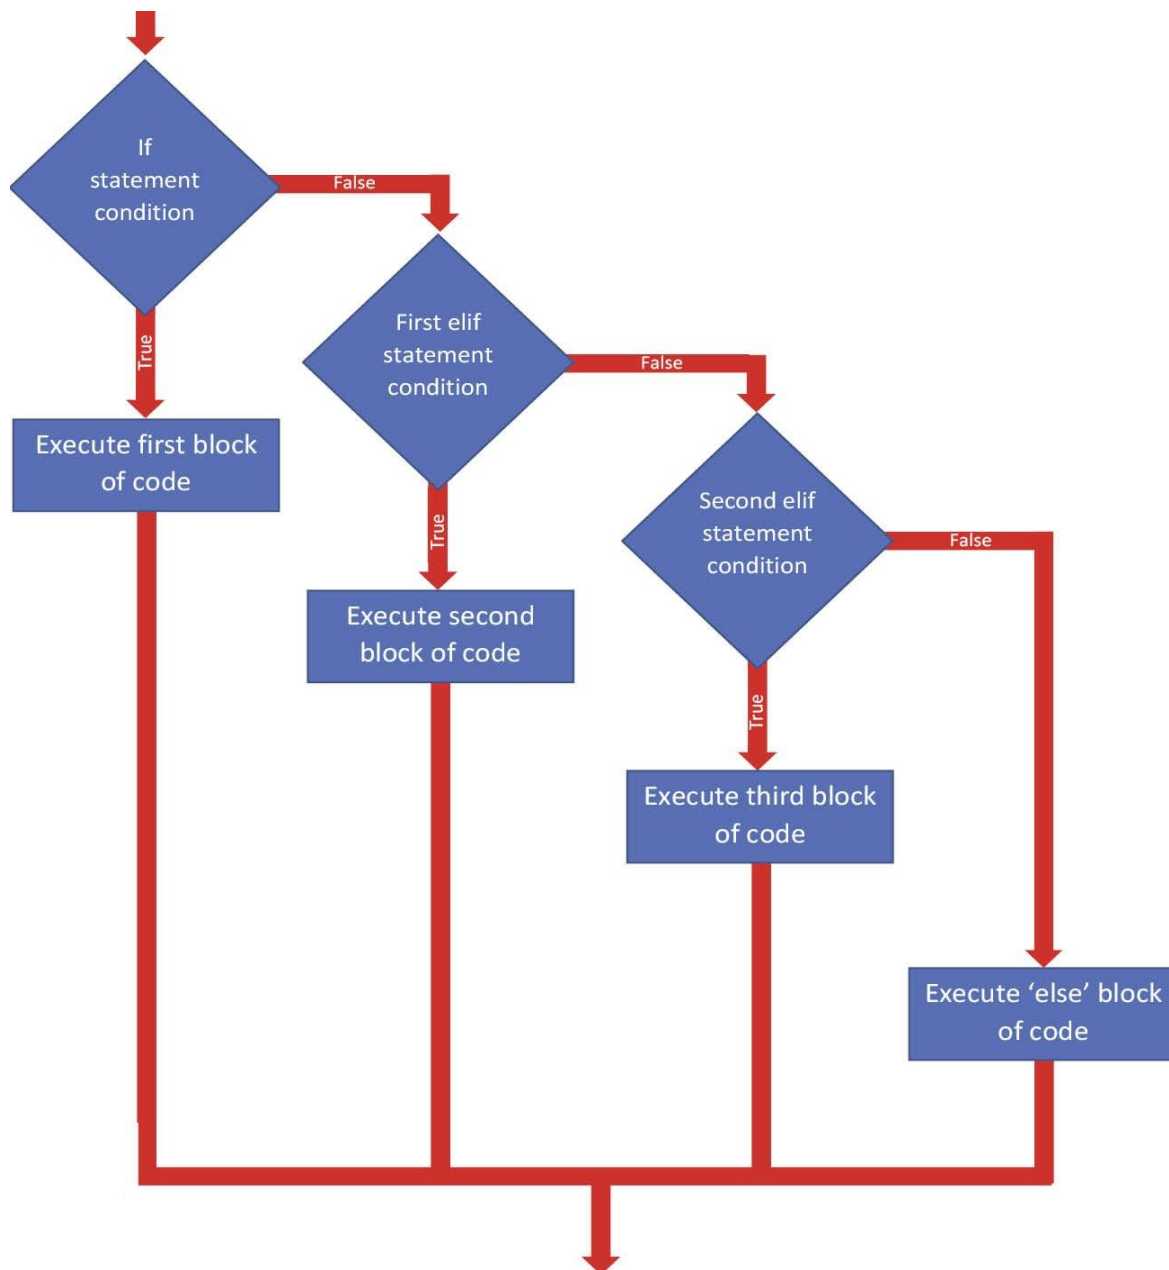 If
statement
condition
False
True
Execute first block
of code
First elif
statement
condition
False
True
Execute second
block of code
Second elif
statement
condition
False
True
Execute third block
of code
Execute ‘else’ block
of code